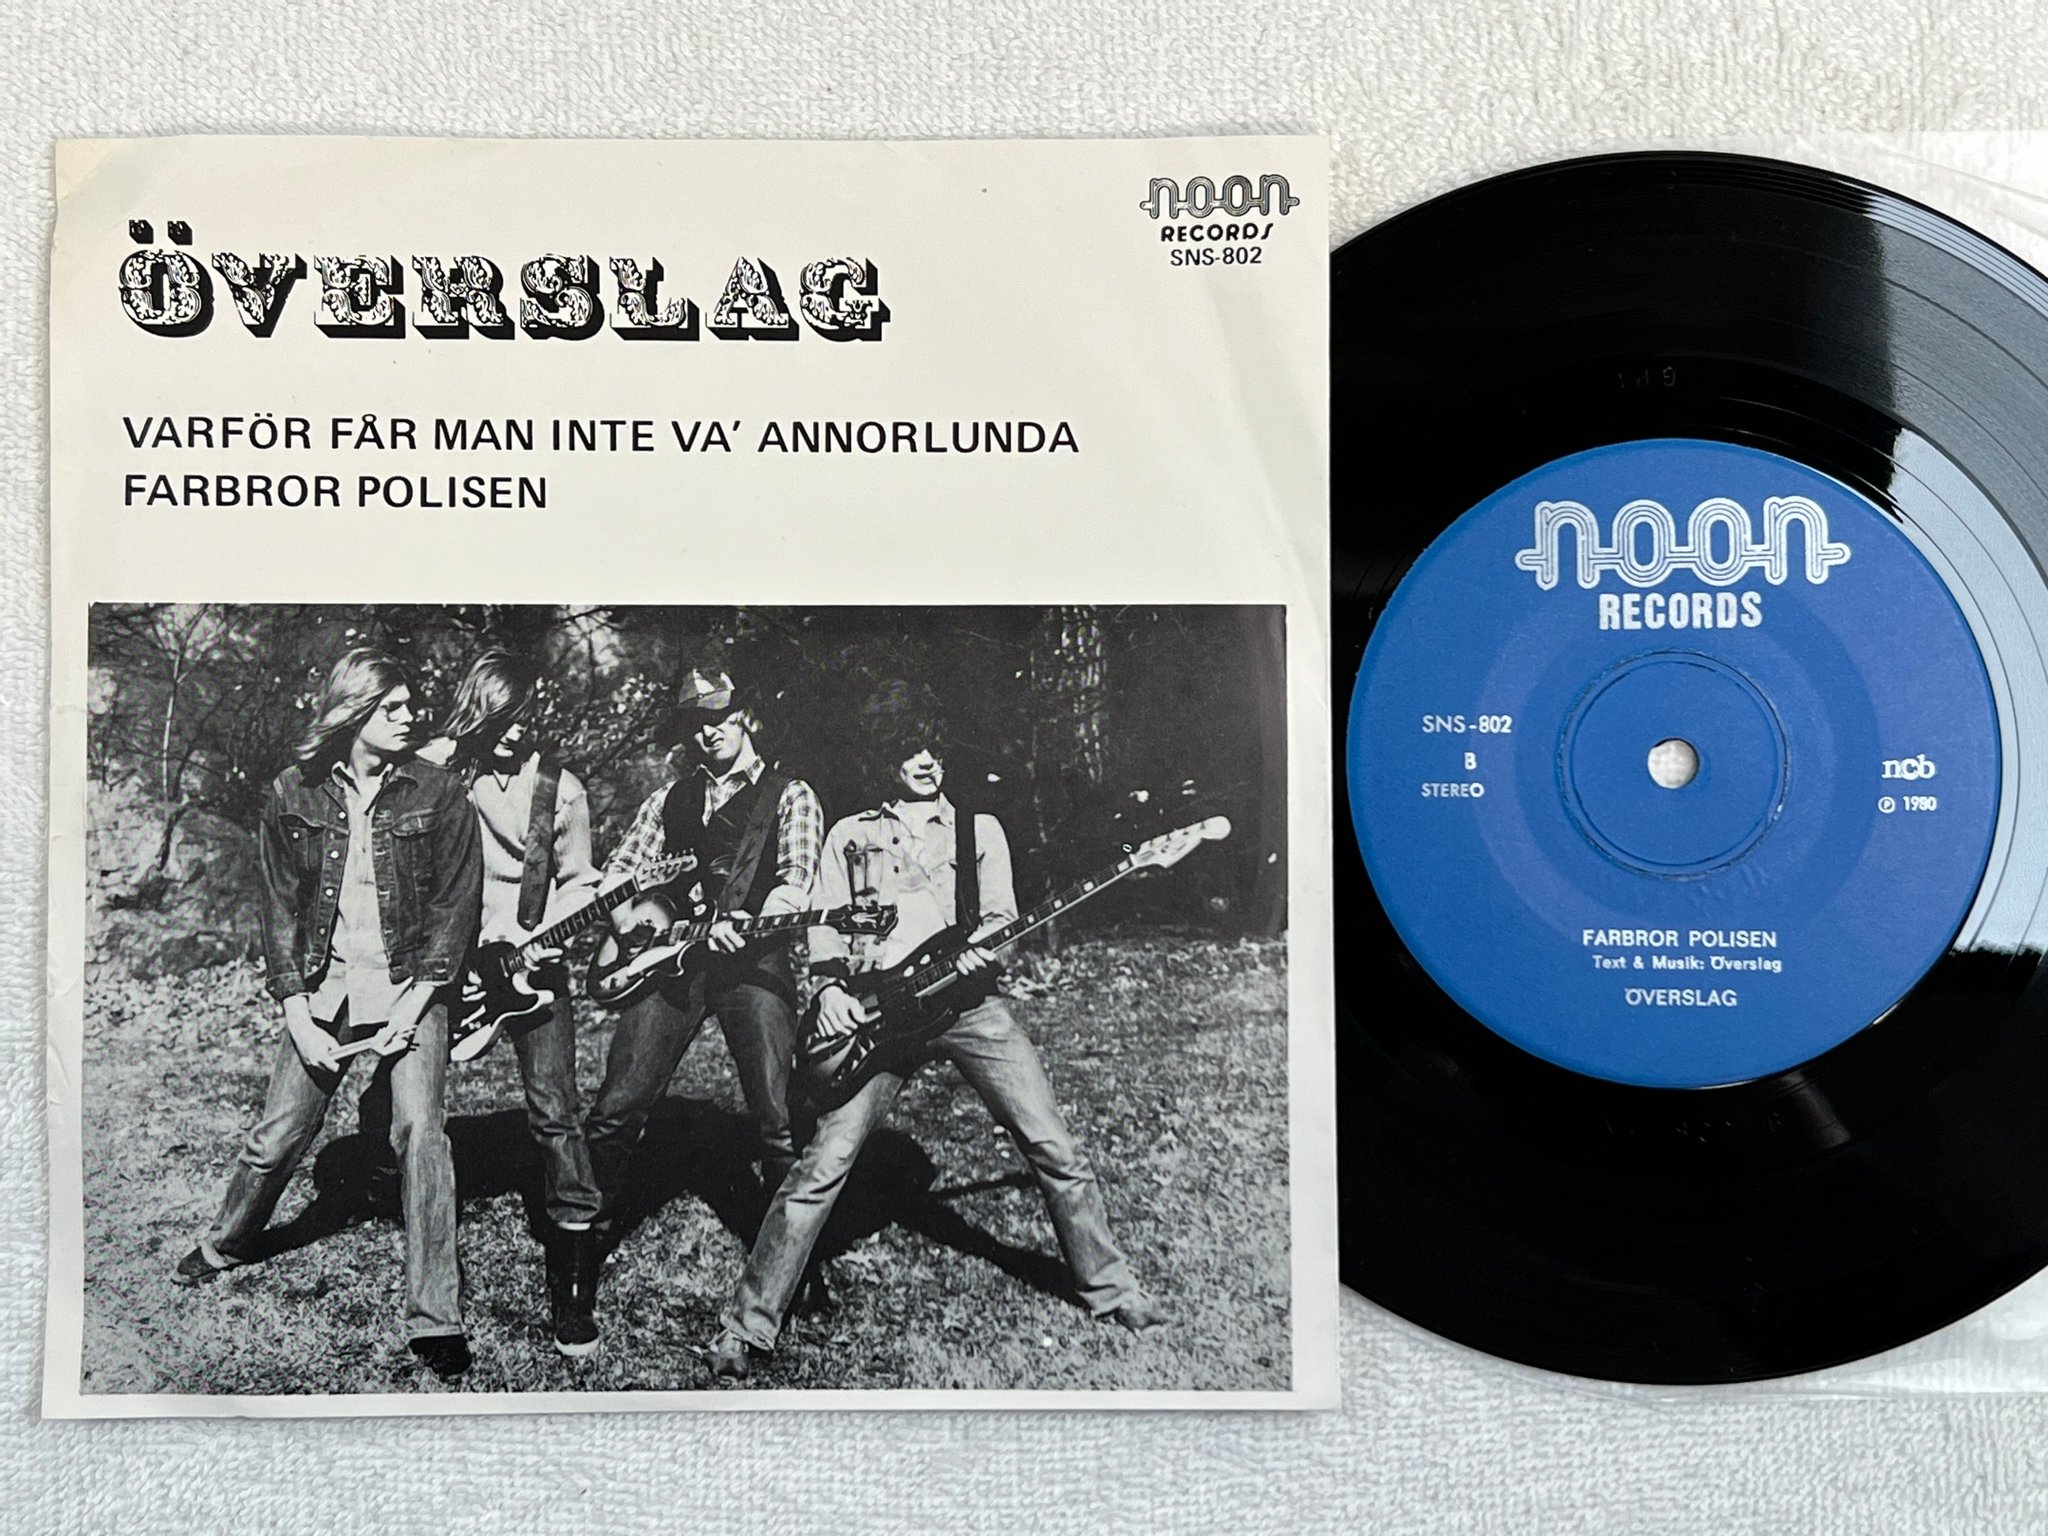 ÖVERSLAG
noon
RECORDS
SNS-802
VARFÖR FÅR MAN INTE VA' ANNORLUNDA
FARBROR POLISEN
noon
RECORDS
SNS-802
B
STEREO
ncb
℗ 1980
FARBROR POLISEN
Text & Musik: Överslag
ÖVERSLAG